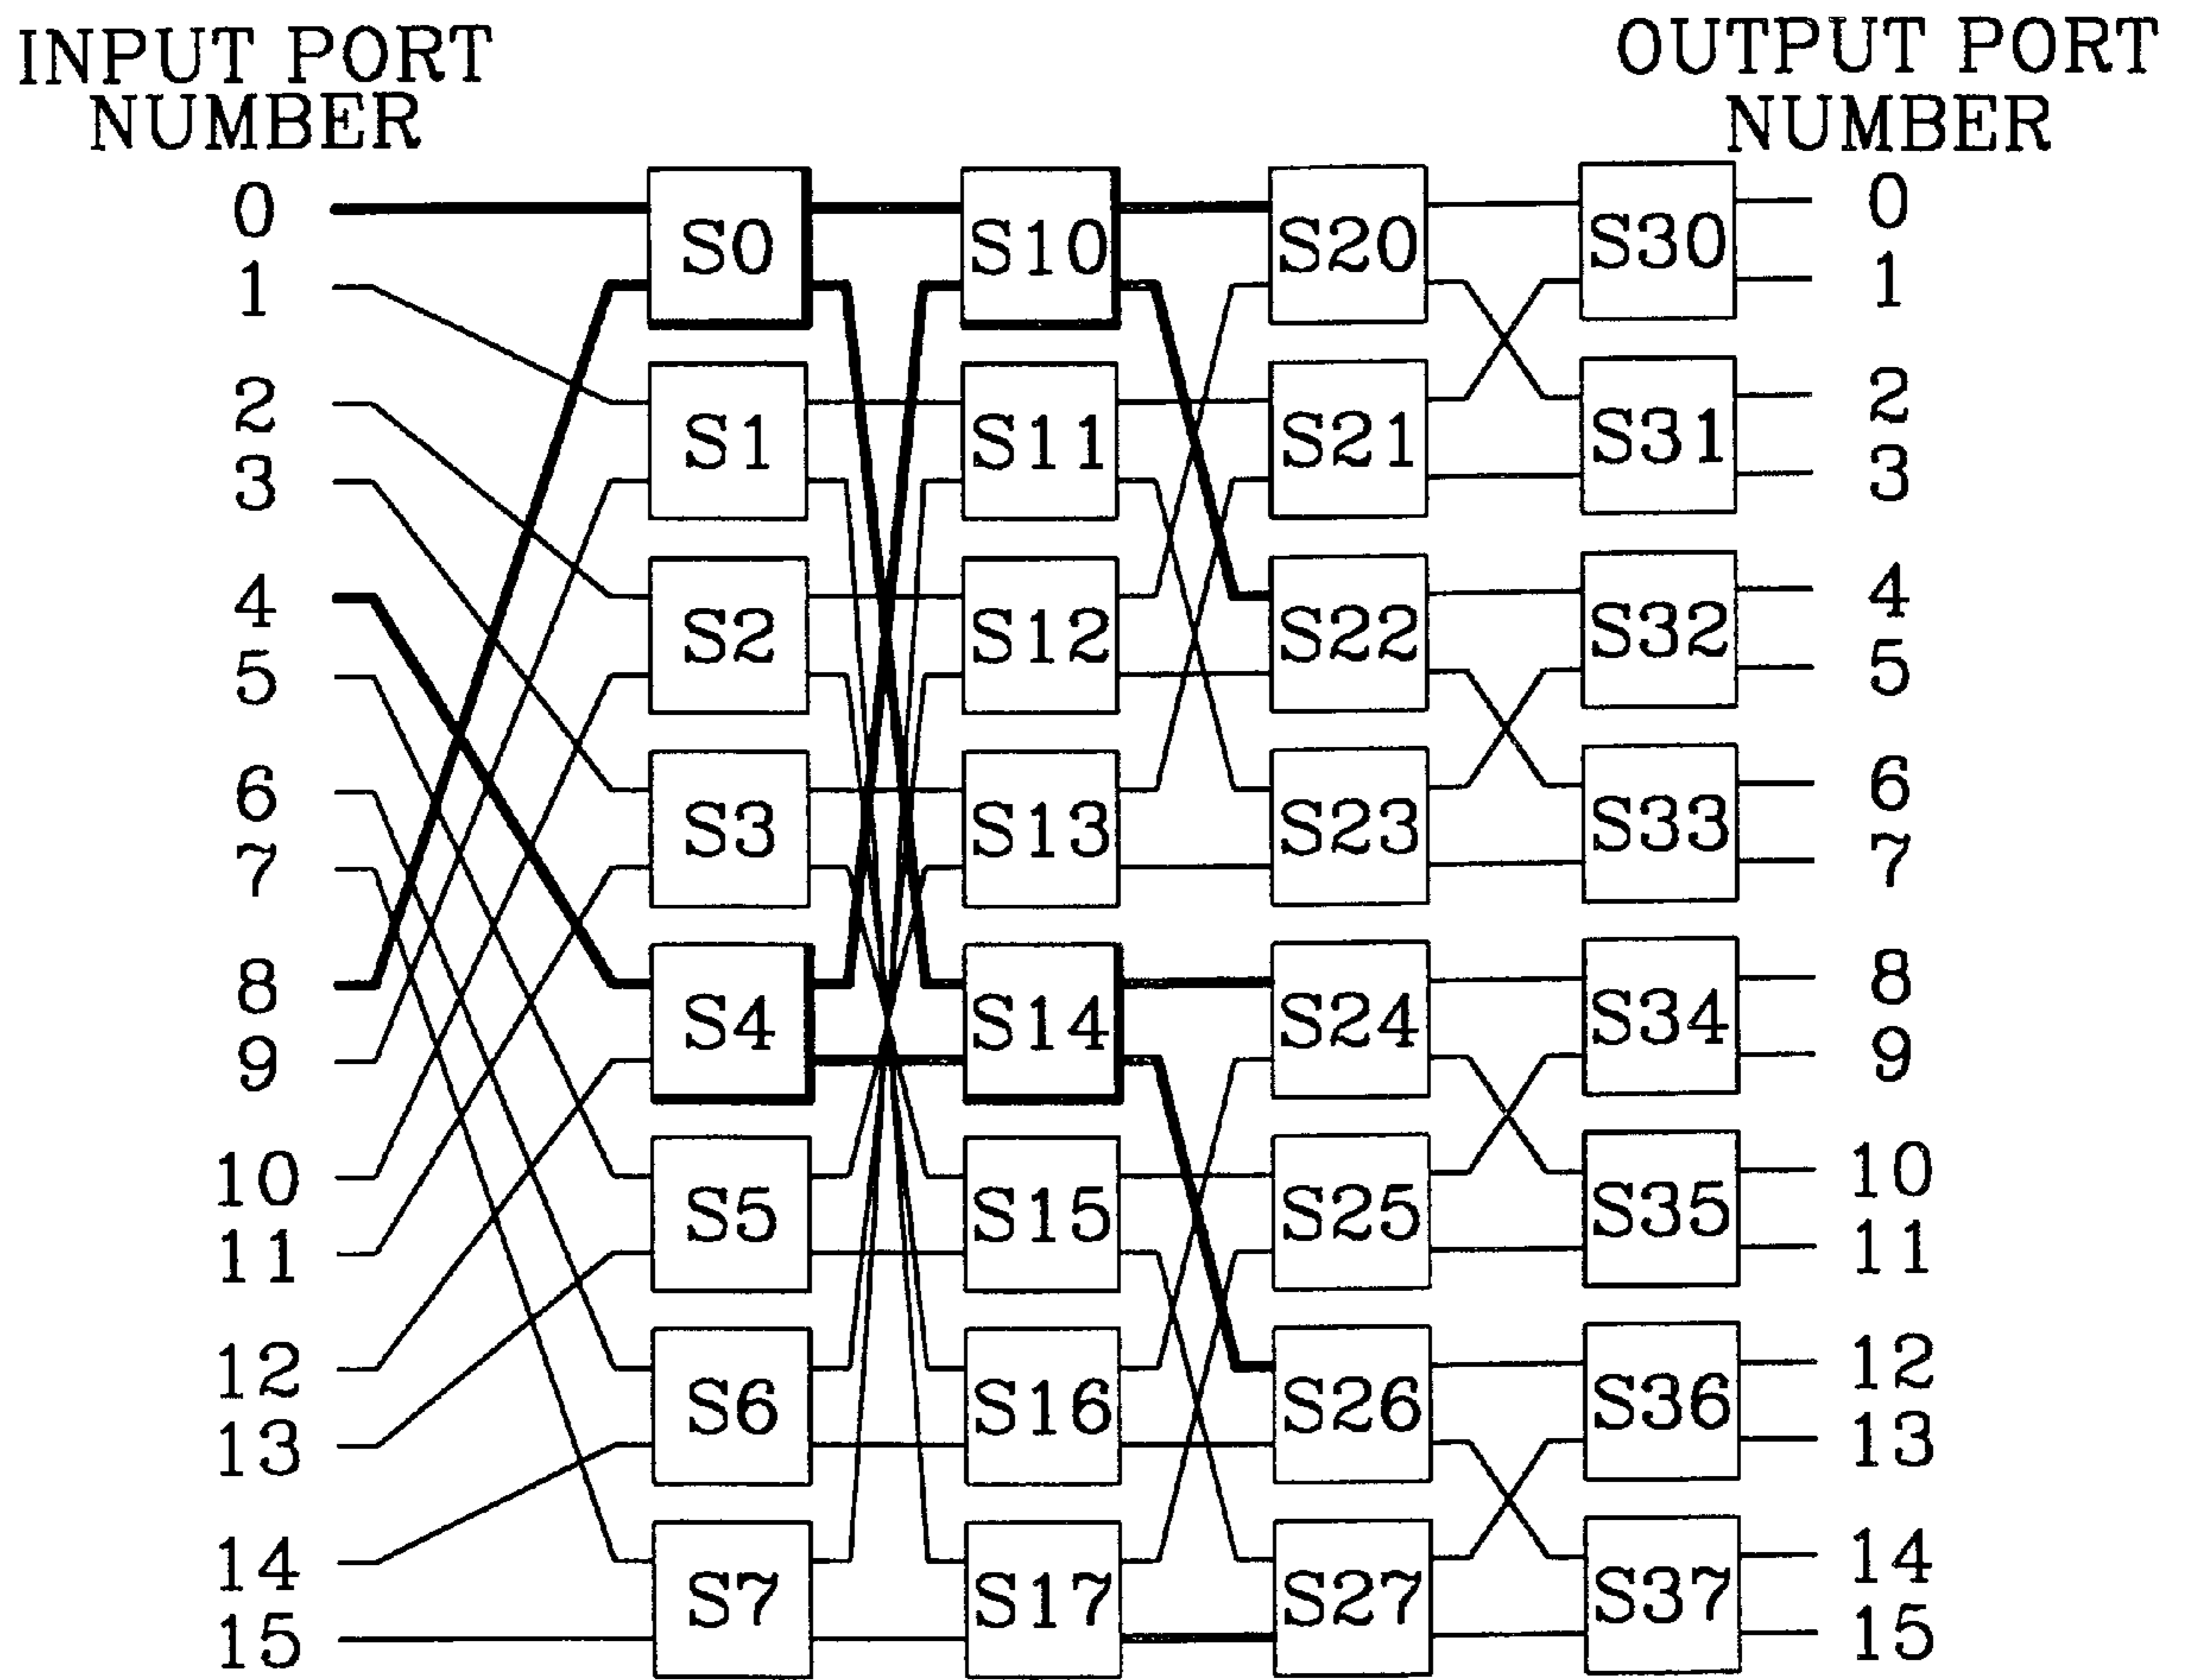 INPUT PORT
NUMBER
OUTPUT PORT
NUMBER
0 S0 S10 S20 S30 0
1 1
2 S1 S11 S21 S31 2
3 3
4 S2 S12 S22 S32 4
5 5
6 S3 S13 S23 S33 6
7 7
8 S4 S14 S24 S34 8
9 9
10 S5 S15 S25 S35 10
11 11
12 S6 S16 S26 S36 12
13 13
14 S7 S17 S27 S37 14
15 15